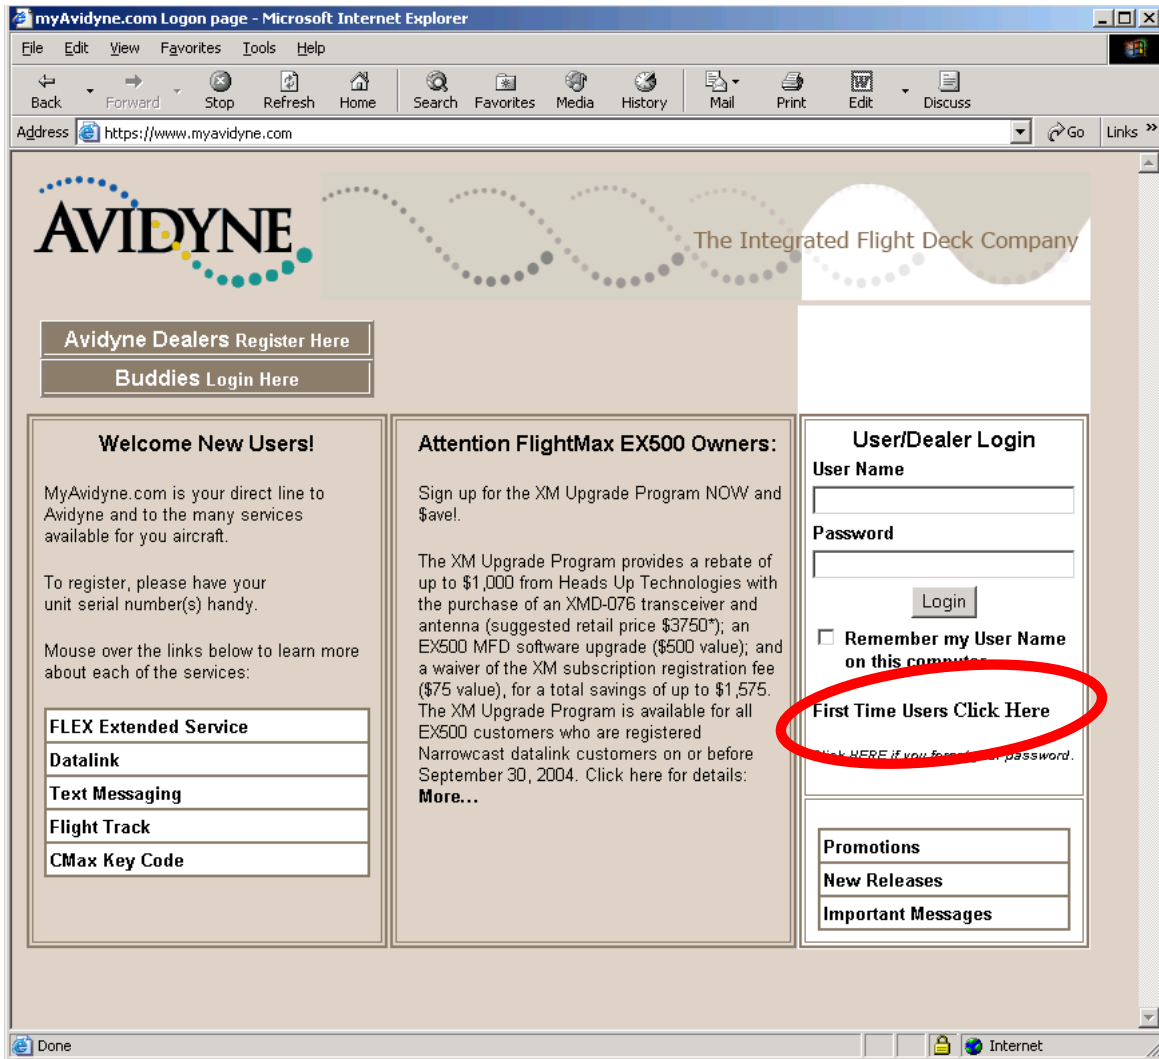 myAvidyne.com Logon page - Microsoft Internet Explorer
File Edit View Favorites Tools Help
Back Forward Stop Refresh Home Search Favorites Media History Mail Print Edit Discuss
Address https://www.myavidyne.com Go Links »
AVIDYNE
The Integrated Flight Deck Company
Avidyne Dealers Register Here
Buddies Login Here
Welcome New Users!
MyAvidyne.com is your direct line to
Avidyne and to the many services
available for you aircraft.
To register, please have your
unit serial number(s) handy.
Mouse over the links below to learn more
about each of the services:
FLEX Extended Service
Datalink
Text Messaging
Flight Track
CMax Key Code
Attention FlightMax EX500 Owners:
Sign up for the XM Upgrade Program NOW and
$ave!.
The XM Upgrade Program provides a rebate of
up to $1,000 from Heads Up Technologies with
the purchase of an XMD-076 transceiver and
antenna (suggested retail price $3750*); an
EX500 MFD software upgrade ($500 value); and
a waiver of the XM subscription registration fee
($75 value), for a total savings of up to $1,575.
The XM Upgrade Program is available for all
EX500 customers who are registered
Narrowcast datalink customers on or before
September 30, 2004. Click here for details:
More...
User/Dealer Login
User Name
Password
Login
Remember my User Name
on this computer
First Time Users Click Here
Click HERE if you forgot your password.
Promotions
New Releases
Important Messages
Done Internet